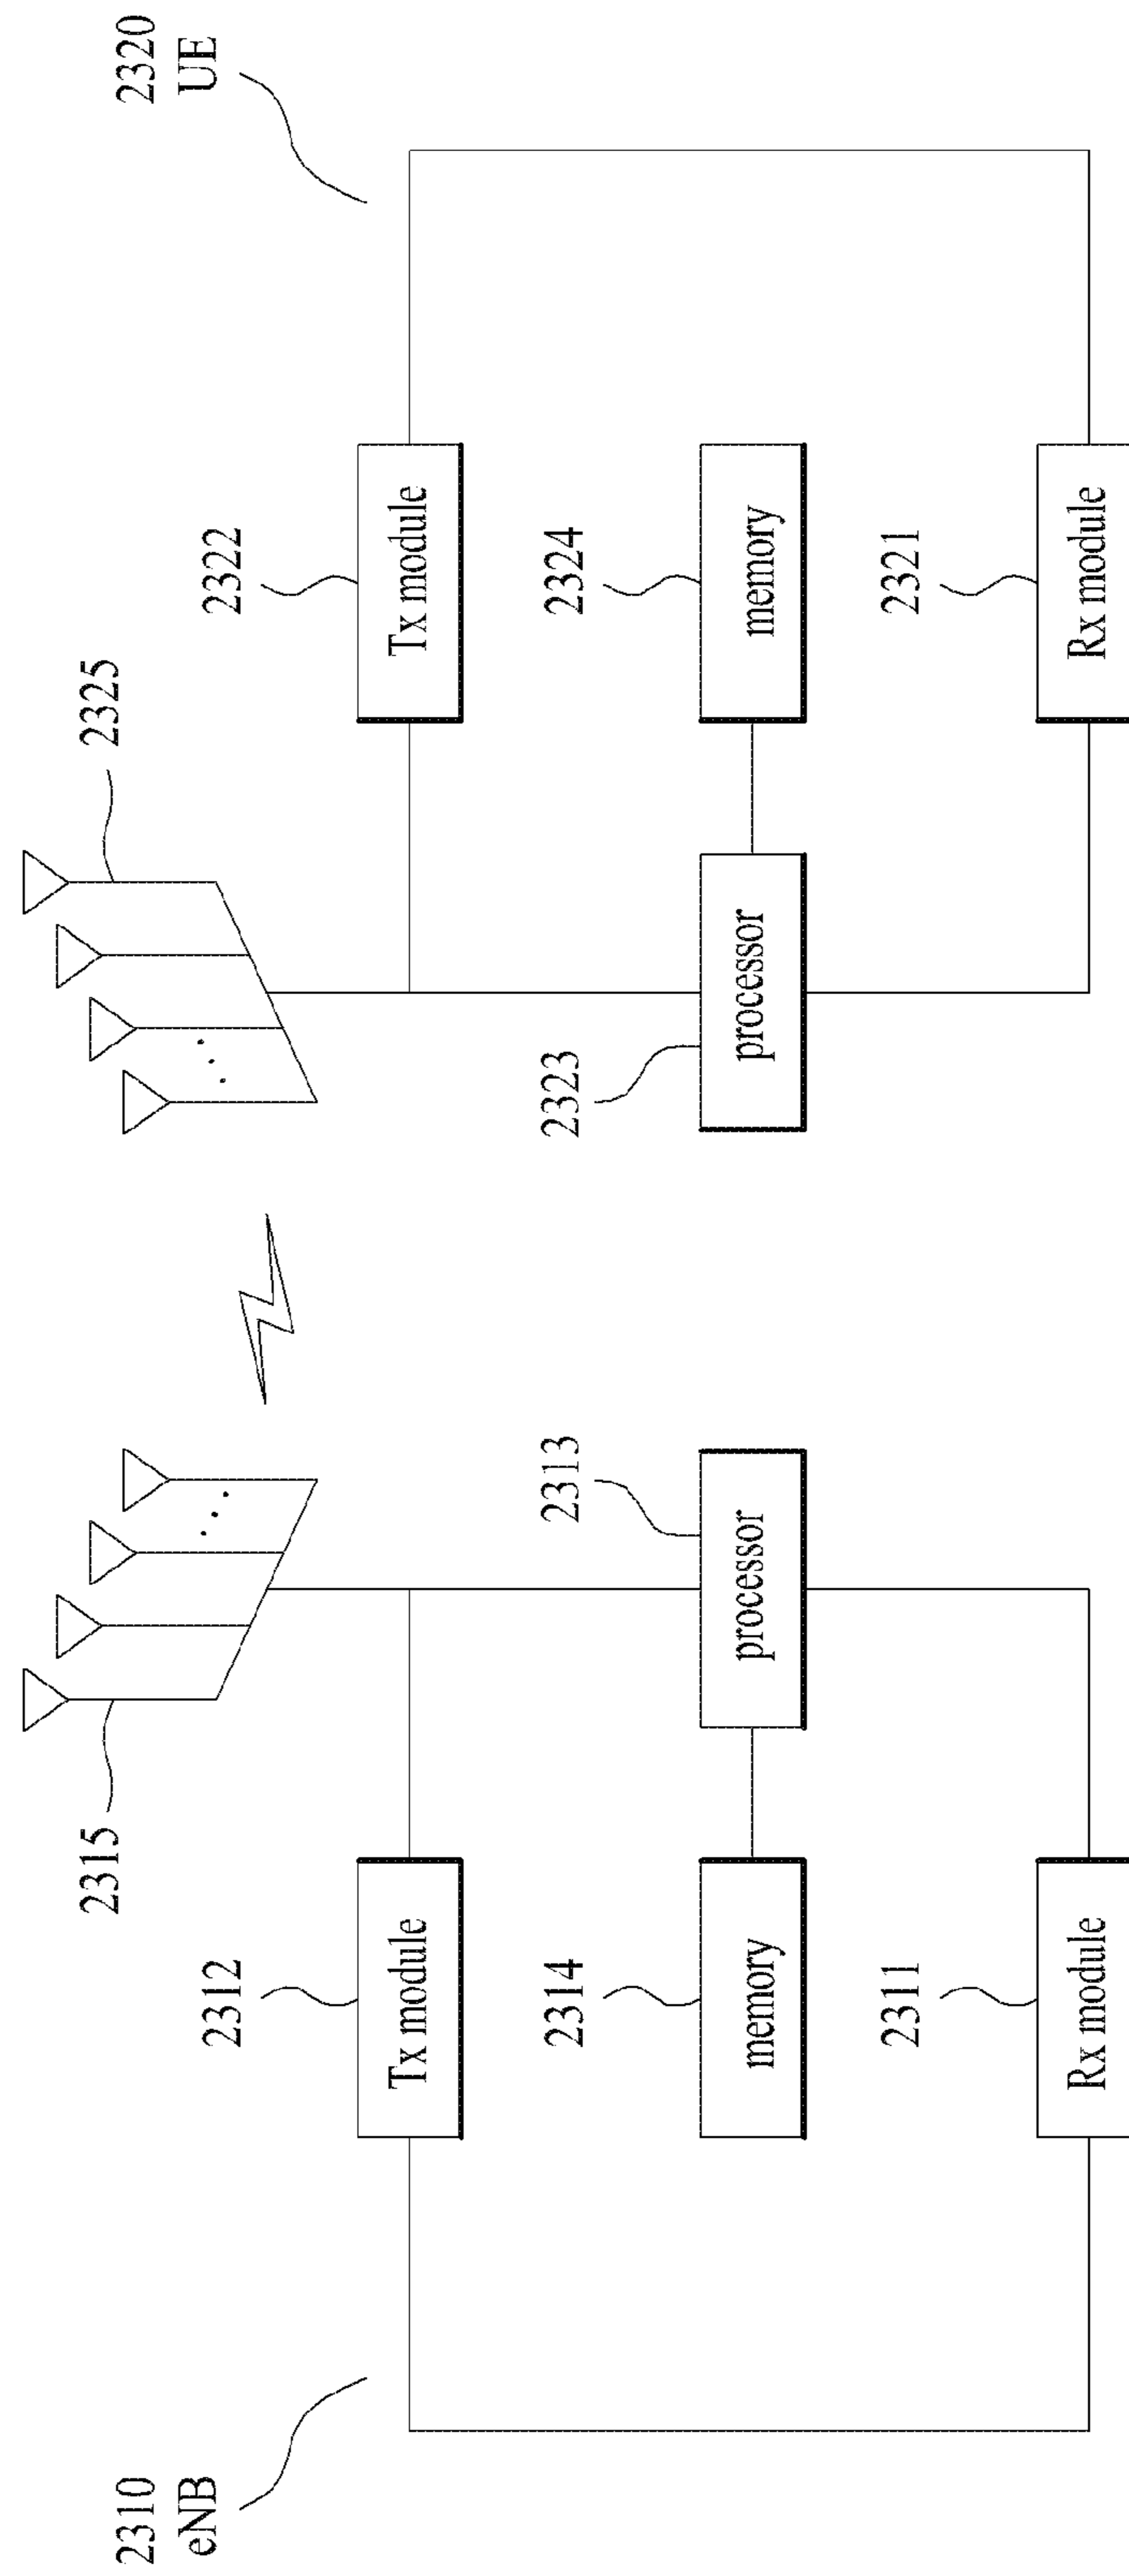 2310
eNB
2315
2312
Tx module
2313
processor
2314
memory
2311
Rx module
2320
UE
2325
2322
Tx module
2323
processor
2324
memory
2321
Rx module